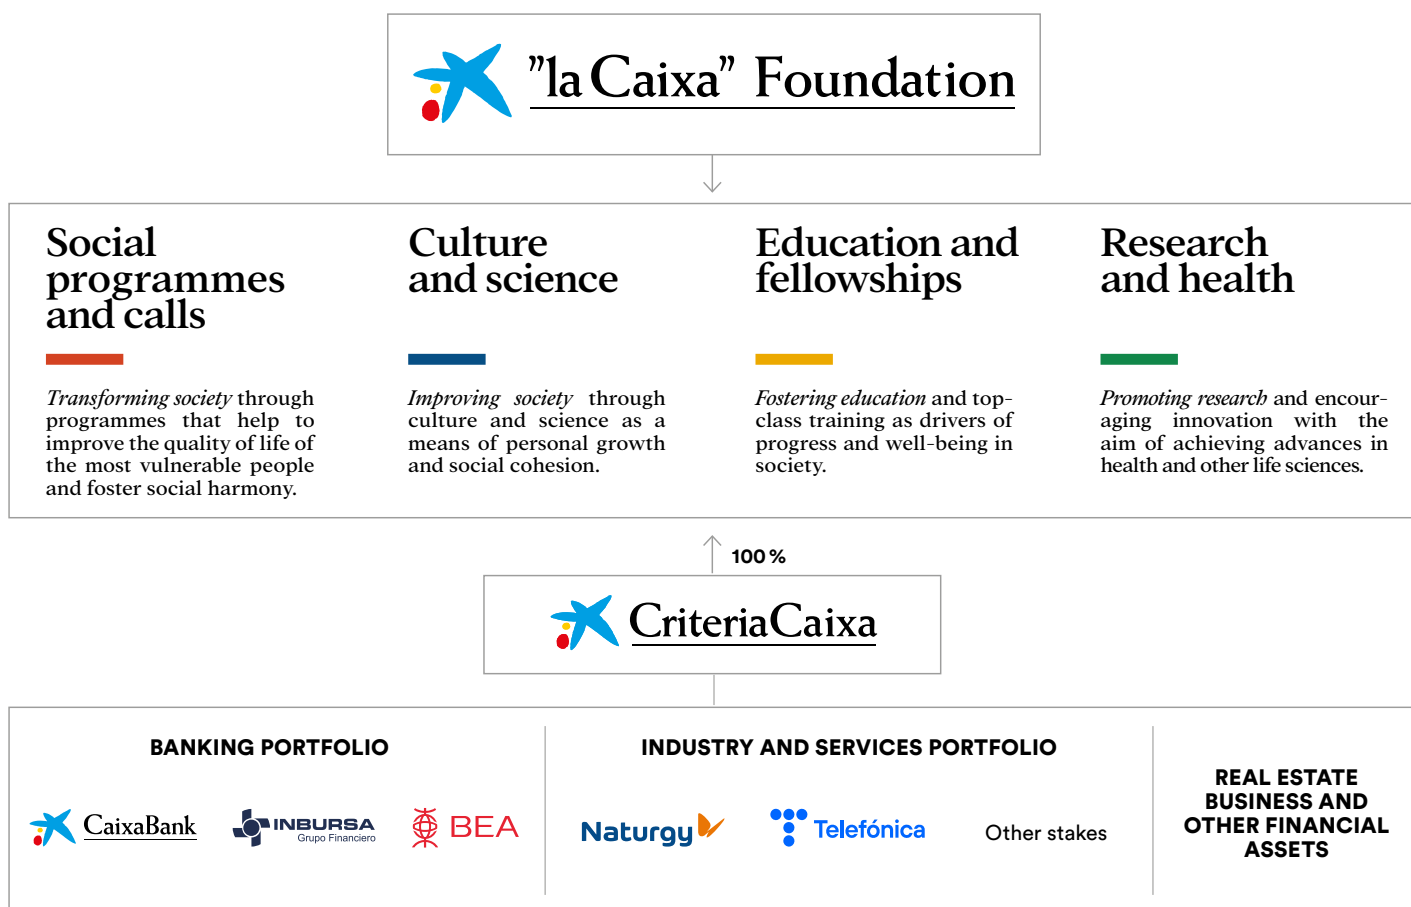 ”la Caixa” Foundation
Social
programmes
and calls
Transforming society through
programmes that help to
improve the quality of life of
the most vulnerable people
and foster social harmony.
Culture
and science
Improving society through
culture and science as a
means of personal growth
and social cohesion.
Education and
fellowships
Fostering education and top-
class training as drivers of
progress and well-being in
society.
Research
and health
Promoting research and encour-
aging innovation with the
aim of achieving advances in
health and other life sciences.
100 %
CriteriaCaixa
BANKING PORTFOLIO
CaixaBank
INBURSA
Grupo Financiero
BEA
INDUSTRY AND SERVICES PORTFOLIO
Naturgy
Telefónica
Other stakes
REAL ESTATE
BUSINESS AND
OTHER FINANCIAL
ASSETS